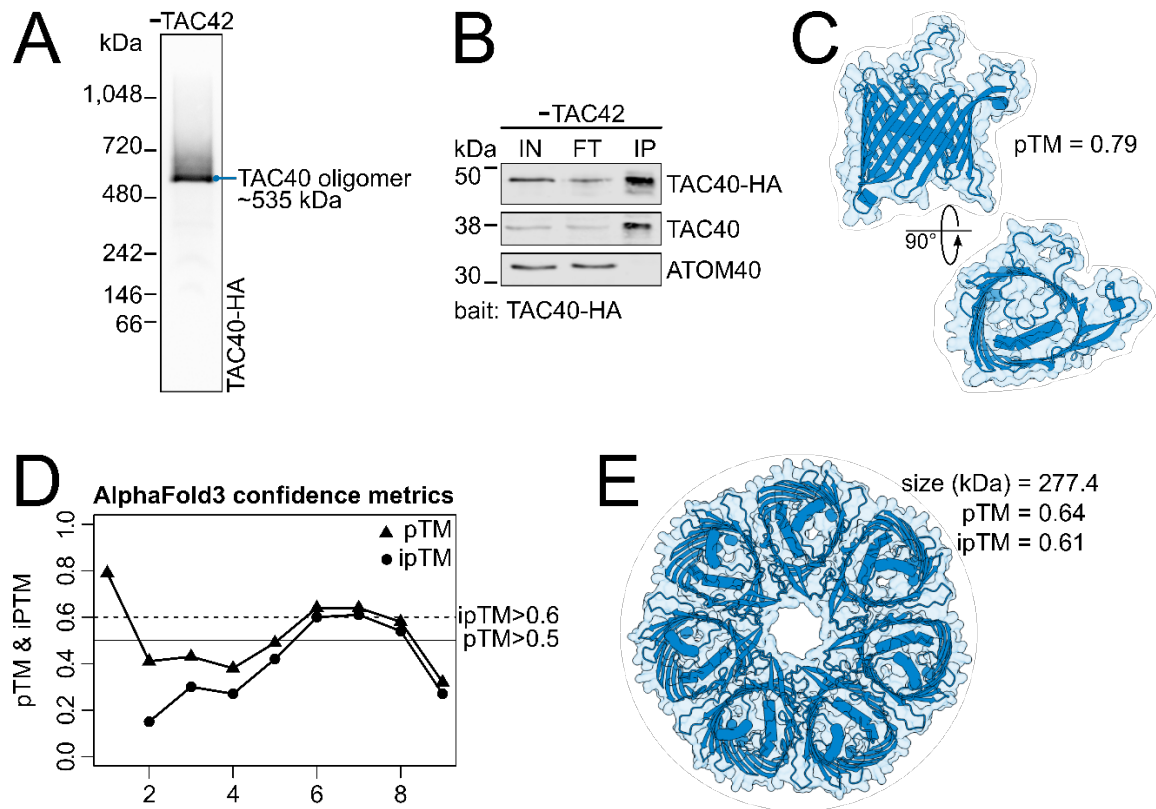 A
−TAC42
kDa
1,048
720
480
242
146
66
TAC40 oligomer
~535 kDa
TAC40-HA
B
−TAC42
kDa
IN FT IP
50
TAC40-HA
38
TAC40
30
ATOM40
bait: TAC40-HA
C
pTM = 0.79
90°
D
AlphaFold3 confidence metrics
pTM & iPTM
0.0 0.2 0.4 0.6 0.8 1.0
pTM
ipTM
ipTM>0.6
pTM>0.5
2 4 6 8
E
size (kDa) = 277.4
pTM = 0.64
ipTM = 0.61